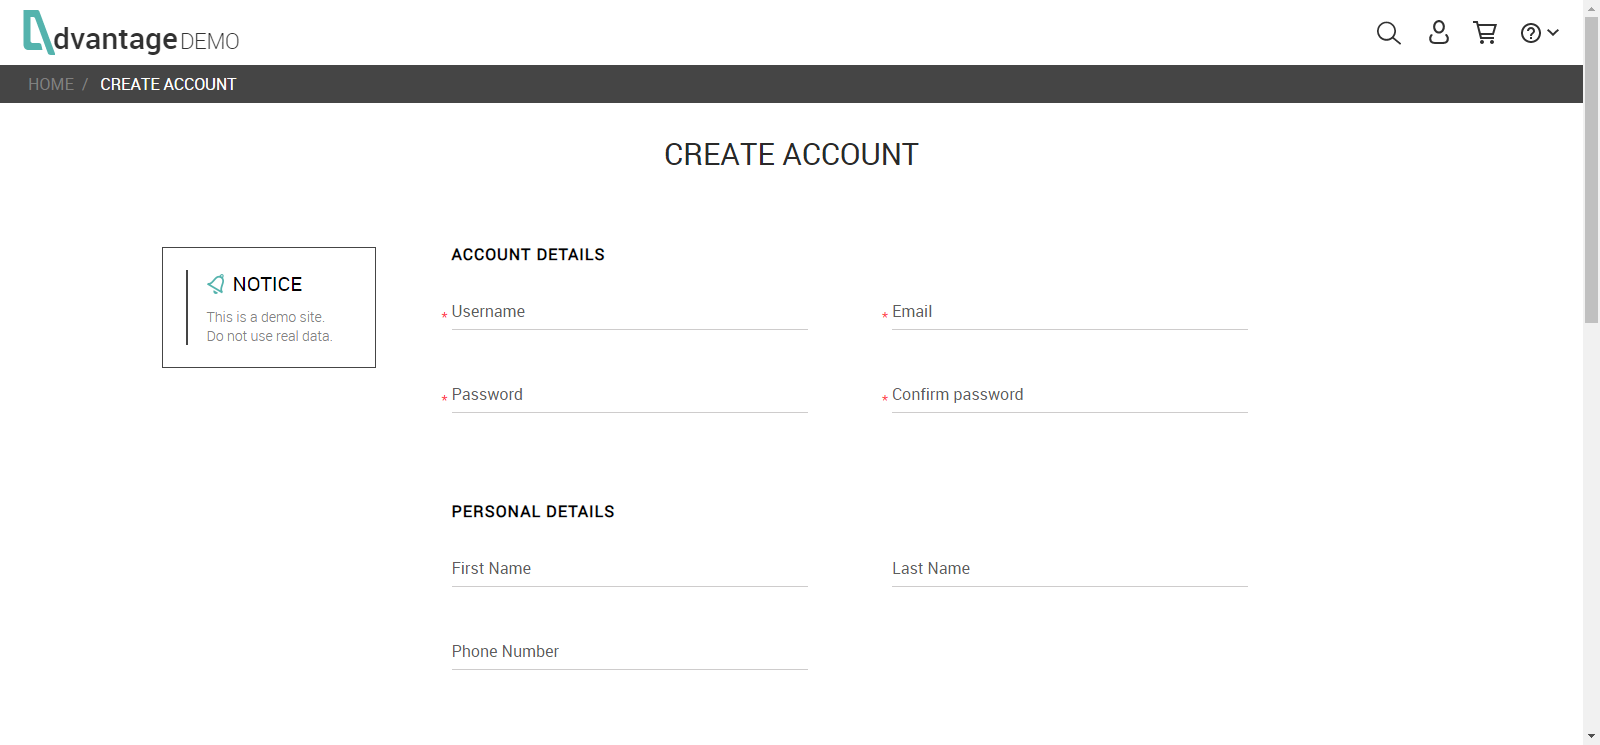 dvantage DEMO
HOME / CREATE ACCOUNT
CREATE ACCOUNT
NOTICE
This is a demo site.
Do not use real data.
ACCOUNT DETAILS
* Username
* Email
* Password
* Confirm password
PERSONAL DETAILS
First Name
Last Name
Phone Number